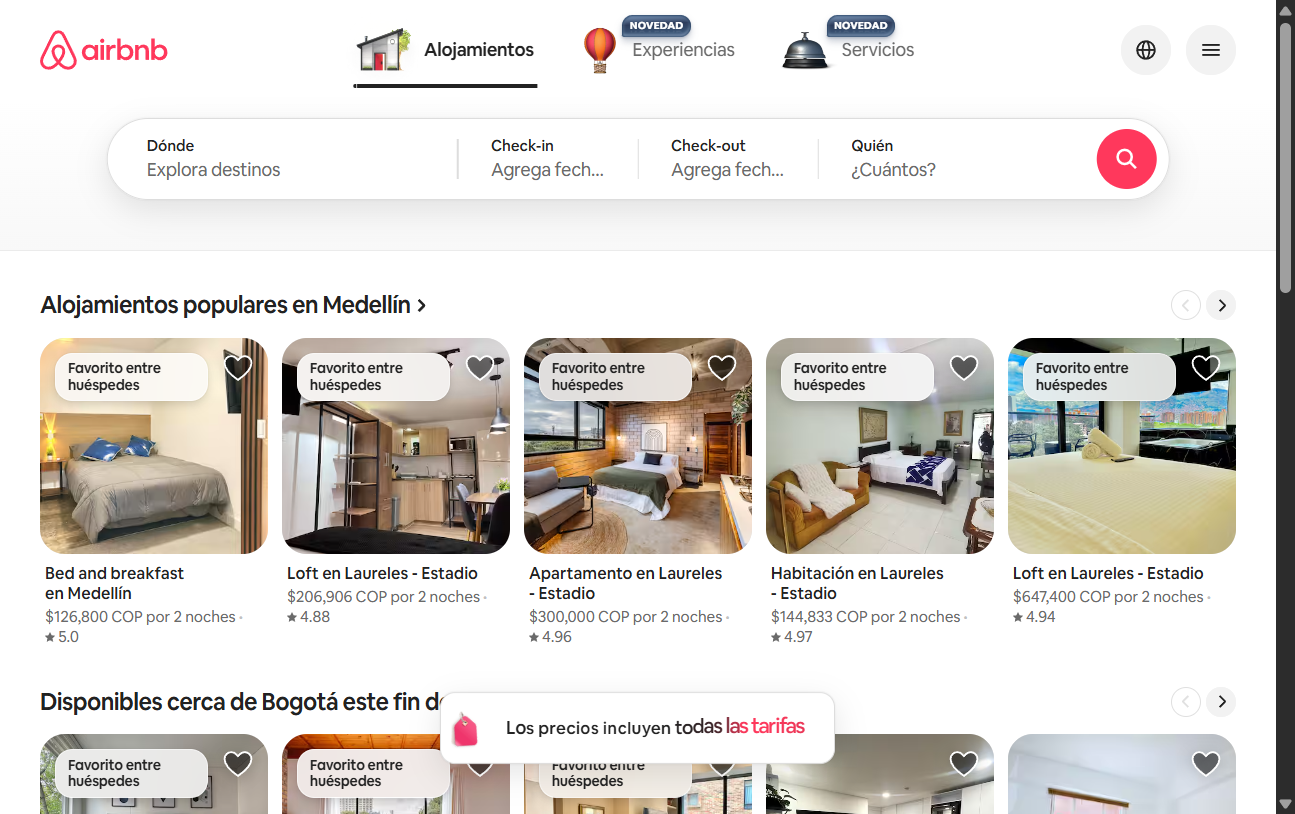 airbnb
Alojamientos
NOVEDAD
Experiencias
NOVEDAD
Servicios
Dónde
Explora destinos
Check-in
Agrega fech...
Check-out
Agrega fech...
Quién
¿Cuántos?
Alojamientos populares en Medellín
Favorito entre
huéspedes
Favorito entre
huéspedes
Favorito entre
huéspedes
Favorito entre
huéspedes
Favorito entre
huéspedes
Bed and breakfast
en Medellín
$126,800 COP por 2 noches ·
★ 5.0
Loft en Laureles - Estadio
$206,906 COP por 2 noches ·
★ 4.88
Apartamento en Laureles
- Estadio
$300,000 COP por 2 noches ·
★ 4.96
Habitación en Laureles
- Estadio
$144,833 COP por 2 noches ·
★ 4.97
Loft en Laureles - Estadio
$647,400 COP por 2 noches ·
★ 4.94
Disponibles cerca de Bogotá este fin
Los precios incluyen todas las tarifas
Favorito entre
huéspedes
Favorito entre
huéspedes
Favorito entre
huéspedes